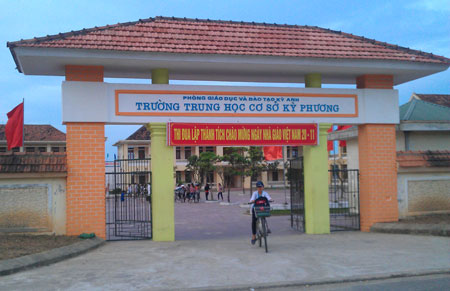 PHÒNG GIÁO DỤC VÀ ĐÀO TẠO KỲ ANH
TRƯỜNG TRUNG HỌC CƠ SỞ KỲ PHƯƠNG
THI ĐUA LẬP THÀNH TÍCH CHÀO MỪNG NGÀY NHÀ GIÁO VIỆT NAM 20 - 11